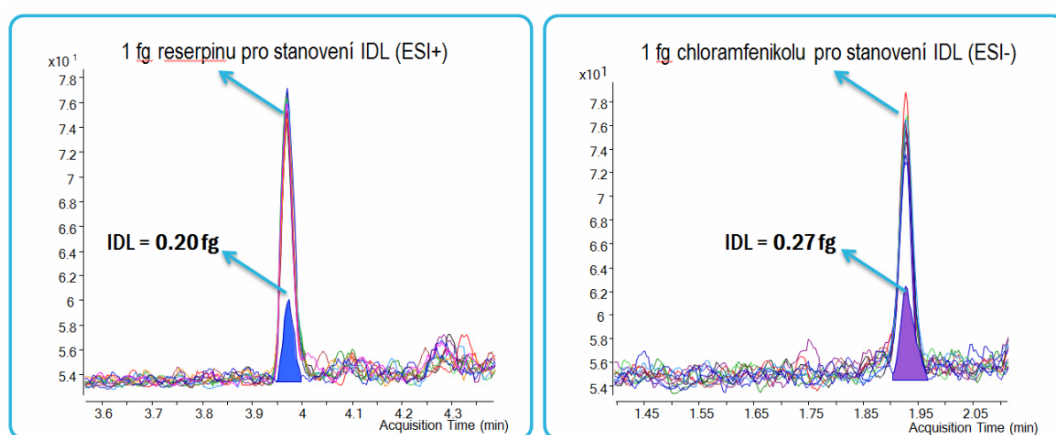 1 fg reserpinu pro stanovení IDL (ESI+)
x10 1
7.8
7.6
7.4
7.2
7
6.8
6.6
6.4
6.2
6
5.8
5.6
5.4
IDL = 0.20 fg
3.6 3.7 3.8 3.9 4 4.1 4.2 4.3
Acquisition Time (min)
1 fg chloramfenikolu pro stanovení IDL (ESI-)
x10 1
7.8
7.6
7.4
7.2
7
6.8
6.6
6.4
6.2
6
5.8
5.6
5.4
IDL = 0.27 fg
1.45 1.55 1.65 1.75 1.85 1.95 2.05
Acquisition Time (min)